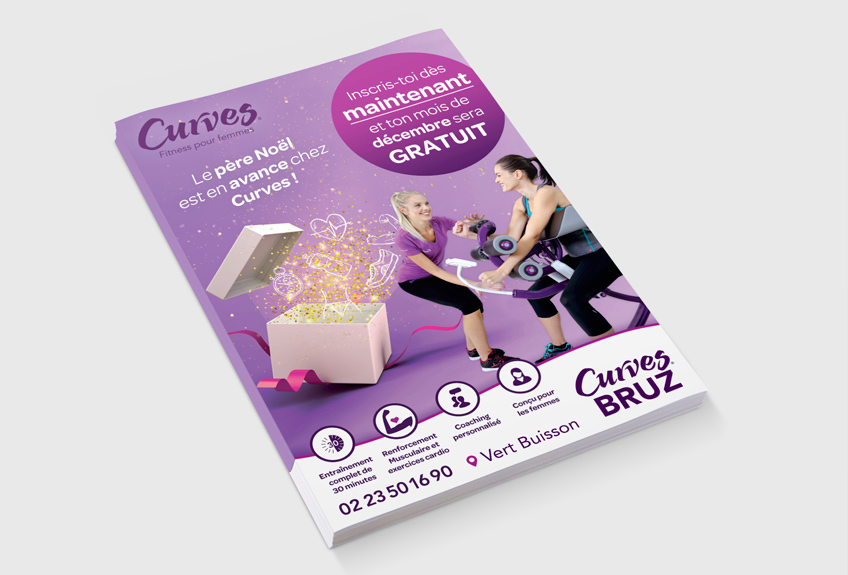 Curves®
Fitness pour femmes
Le père Noël
est en avance chez
Curves !
Inscris-toi dès
maintenant
et ton mois de
décembre sera
GRATUIT
30
Entraînement
complet de
30 minutes
Renforcement
Musculaire et
exercices cardio
Coaching
personnalisé
Conçu pour
les femmes
02 23 50 16 90
Vert Buisson
Curves®
BRUZ